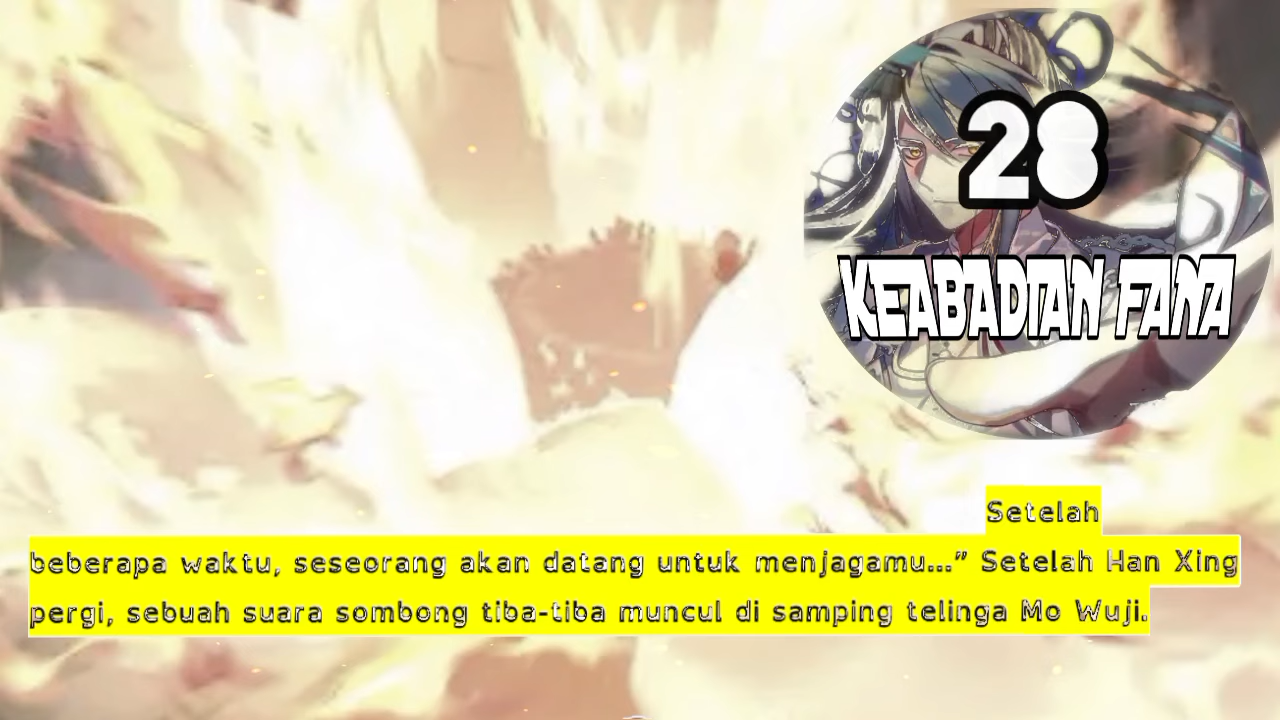 28
KEABADIAN FANA
Setelah
beberapa waktu, seseorang akan datang untuk menjagamu...” Setelah Han Xing
pergi, sebuah suara sombong tiba-tiba muncul di samping telinga Mo Wuji.